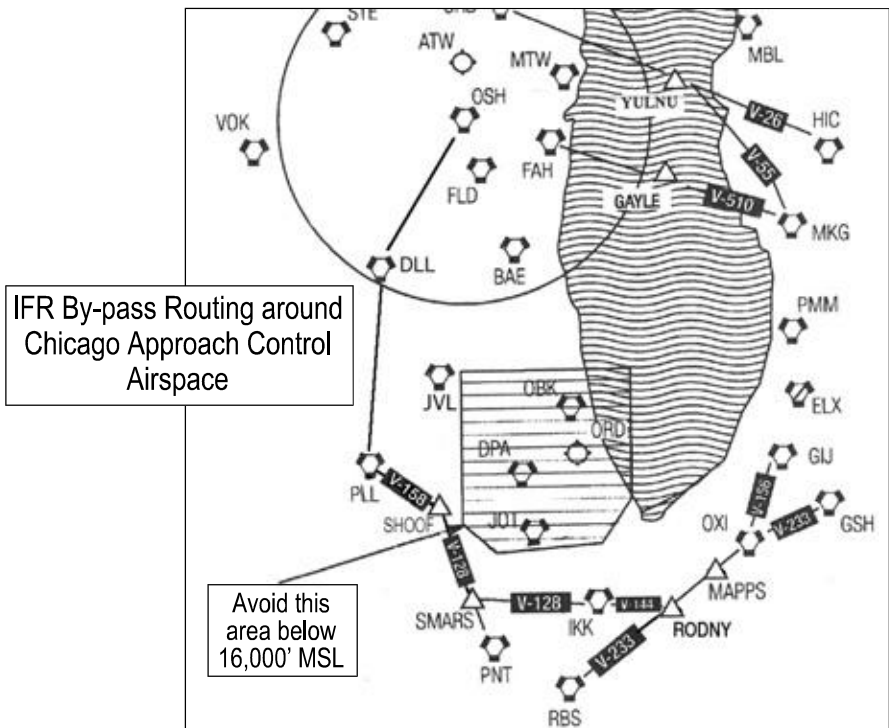 STE
ATW
MTW
MBL
OSH
YULNU
V-26
HIC
VOK
FAH
V-55
FLD
GAYLE
V-510
MKG
DLL
BAE
IFR By-pass Routing around
Chicago Approach Control
Airspace
PMM
JVL
OBK
ELX
ORD
DPA
GIJ
PLL
V-158
V-156
SHOOF
JOT
OXI
V-233
GSH
V-128
MAPPS
Avoid this
area below
16,000' MSL
SMARS
V-128
IKK
V-144
RODNY
PNT
V-233
RBS